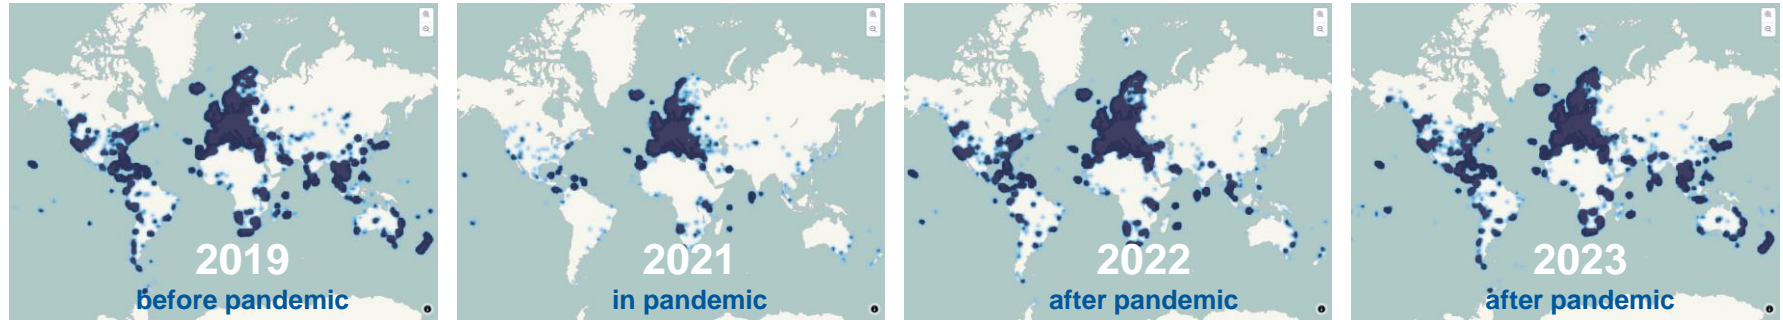 2019
before pandemic
2021
in pandemic
2022
after pandemic
2023
after pandemic